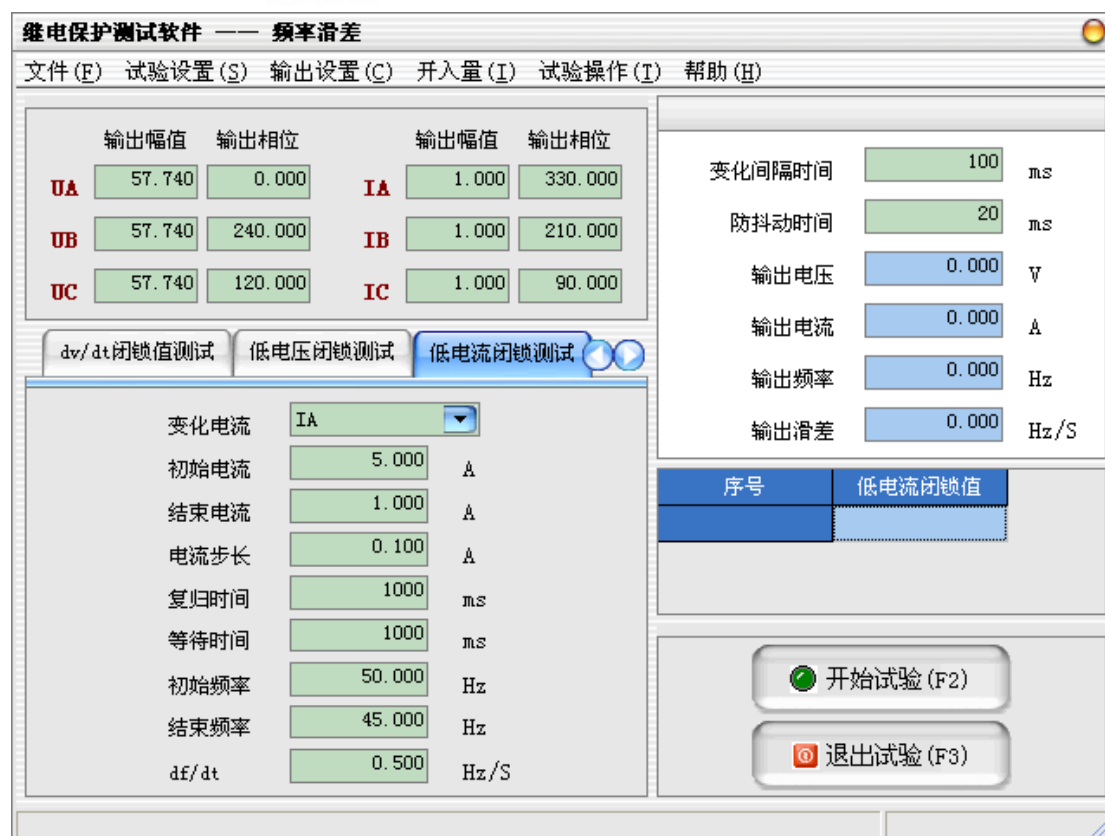 继电保护测试软件 —— 频率滑差
文件(F) 试验设置(S) 输出设置(C) 开入量(I) 试验操作(T) 帮助(H)
输出幅值 输出相位 输出幅值 输出相位
UA 57.740 0.000 IA 1.000 330.000
UB 57.740 240.000 IB 1.000 210.000
UC 57.740 120.000 IC 1.000 90.000
dv/dt闭锁值测试 低电压闭锁测试 低电流闭锁测试
变化电流 IA
初始电流 5.000 A
结束电流 1.000 A
电流步长 0.100 A
复归时间 1000 ms
等待时间 1000 ms
初始频率 50.000 Hz
结束频率 45.000 Hz
df/dt 0.500 Hz/S
变化间隔时间 100 ms
防抖动时间 20 ms
输出电压 0.000 V
输出电流 0.000 A
输出频率 0.000 Hz
输出滑差 0.000 Hz/S
序号 低电流闭锁值
开始试验(F2)
退出试验(F3)